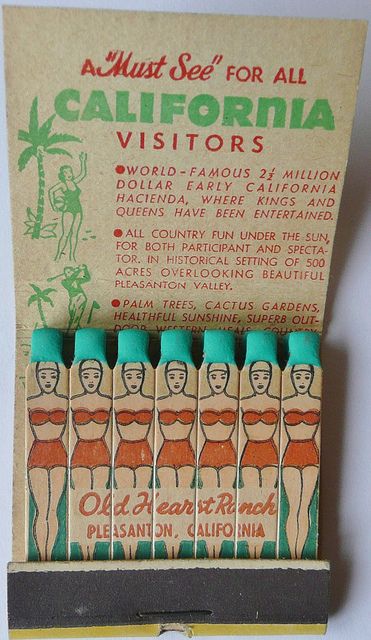 A "Must See" FOR ALL
CALIFORNIA
VISITORS
●WORLD-FAMOUS 2½ MILLION
DOLLAR EARLY CALIFORNIA
HACIENDA, WHERE KINGS AND
QUEENS HAVE BEEN ENTERTAINED.
●ALL COUNTRY FUN UNDER THE SUN,
FOR BOTH PARTICIPANT AND SPECTA-
TOR. IN HISTORICAL SETTING OF 500
ACRES OVERLOOKING BEAUTIFUL
PLEASANTON VALLEY.
●PALM TREES, CACTUS GARDENS,
HEALTHFUL SUNSHINE, SUPERB OUT-
DOOR WESTERN
Old Hearst Ranch
PLEASANTON, CALIFORNIA